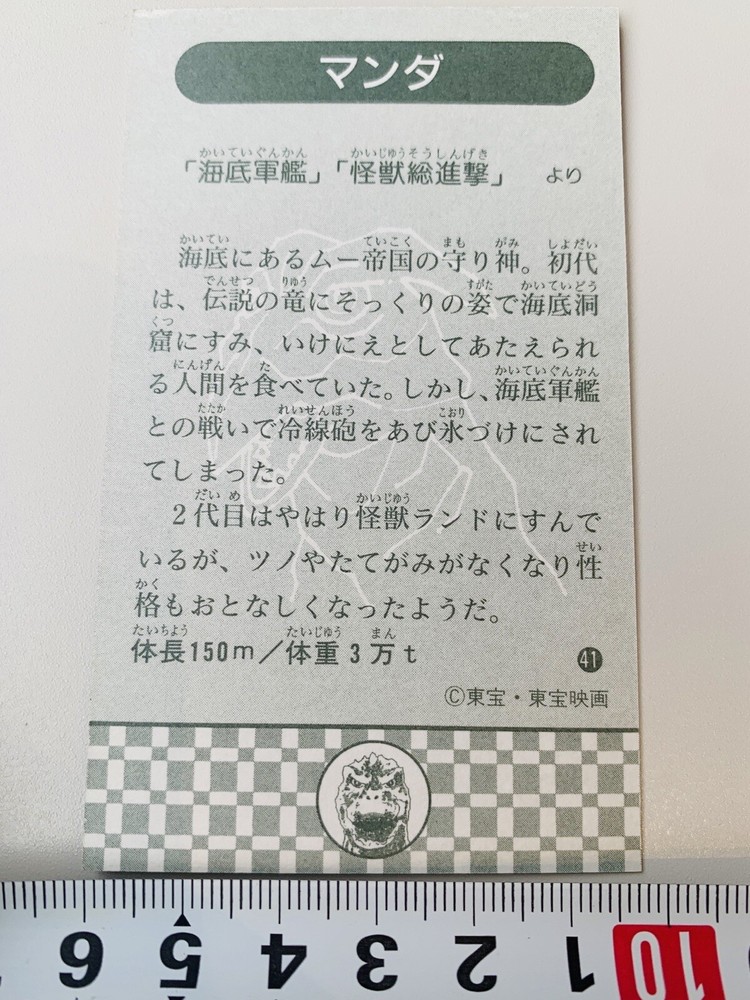 マンダ
かいていぐんかん　かいじゅうそうしんげき
「海底軍艦」「怪獣総進撃」　より
かいてい　ていこく　まも　がみ　しょだい
海底にあるムー帝国の守り神。初代
でんせつ　りゅう　すがた　かいていどう
は、伝説の竜にそっくりの姿で海底洞
くつ
窟にすみ、いけにえとしてあたえられ
にんげん　た　かいていぐんかん
る人間を食べていた。しかし、海底軍艦
たたか　れいせんほう　こおり
との戦いで冷線砲をあび氷づけにされ
てしまった。
だいめ　かいじゅう
2代目はやはり怪獣ランドにすんで
せい
いるが、ツノやたてがみがなくなり性
かく
格もおとなしくなったようだ。
たいちょう　たいじゅう　まん
体長150m／体重3万t
41
©東宝・東宝映画
6 5 4 3 2 1 10